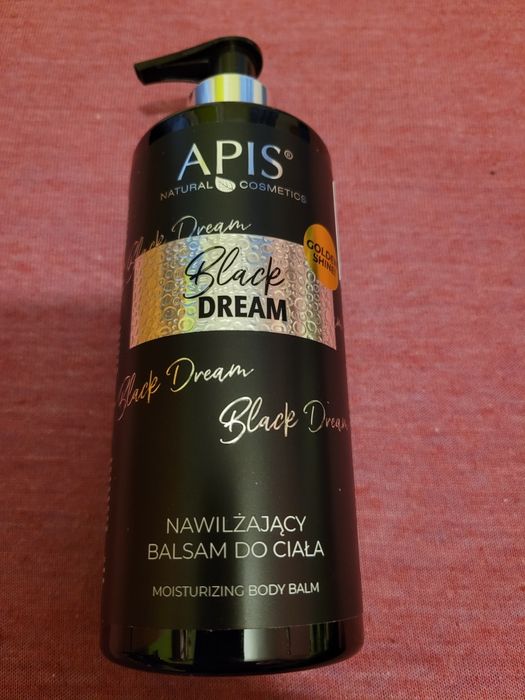 APIS®
NATURAL COSMETICS
Black Dream
GOLDEN
SHINE!
Black
DREAM
Black Dream
Black Dream
NAWILŻAJĄCY
BALSAM DO CIAŁA
MOISTURIZING BODY BALM